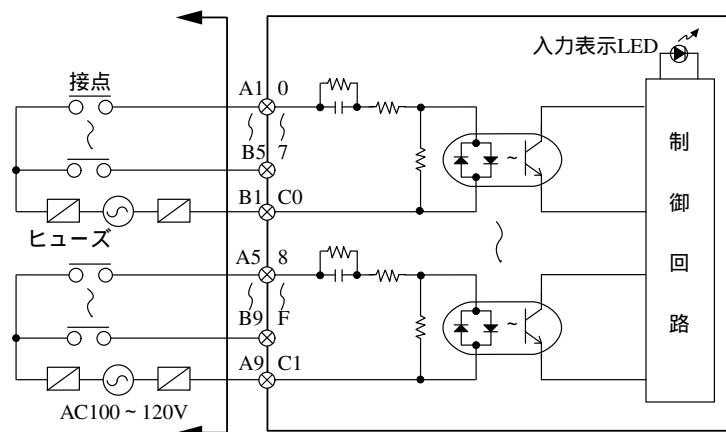 入力表示LED
接点
A1 0
B5 7
B1 C0
ヒューズ
A5 8
B9 F
A9 C1
AC100~120V
制御回路